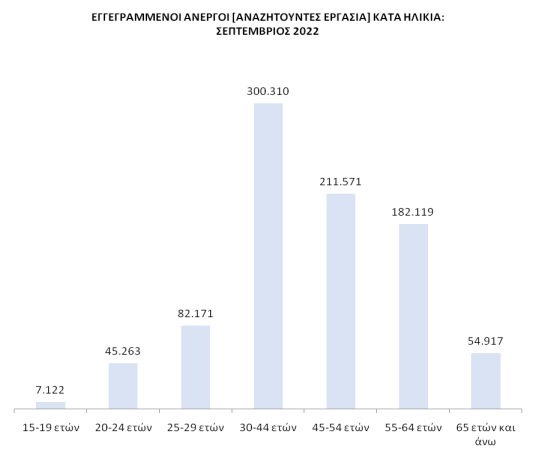 ΕΓΓΕΓΡΑΜΜΕΝΟΙ ΑΝΕΡΓΟΙ [ΑΝΑΖΗΤΟΥΝΤΕΣ ΕΡΓΑΣΙΑ] ΚΑΤΑ ΗΛΙΚΙΑ:
ΣΕΠΤΕΜΒΡΙΟΣ 2022
300.310
211.571
182.119
82.171
54.917
45.263
7.122
15-19 ετών
20-24 ετών
25-29 ετών
30-44 ετών
45-54 ετών
55-64 ετών
65 ετών και
άνω